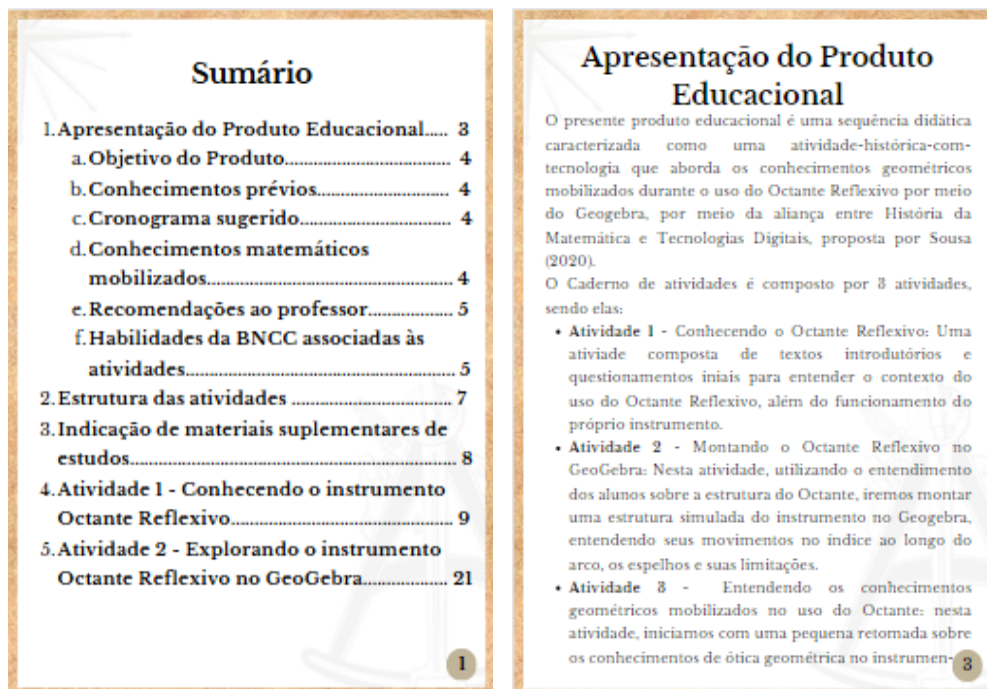 Sumário
1. Apresentação do Produto Educacional..... 3
a. Objetivo do Produto.................................... 4
b. Conhecimentos prévios............................. 4
c. Cronograma sugerido................................. 4
d. Conhecimentos matemáticos
mobilizados..................................................... 4
e. Recomendações ao professor.................. 5
f. Habilidades da BNCC associadas às
atividades.......................................................... 5
2. Estrutura das atividades ................................... 7
3. Indicação de materiais suplementares de
estudos...................................................................... 8
4. Atividade 1 - Conhecendo o instrumento
Octante Reflexivo................................................ 9
5. Atividade 2 - Explorando o instrumento
Octante Reflexivo no GeoGebra.................. 21
1
Apresentação do Produto
Educacional
O presente produto educacional é uma sequência didática
caracterizada como uma atividade-histórica-com-
tecnologia que aborda os conhecimentos geométricos
mobilizados durante o uso do Octante Reflexivo por meio
do Geogebra, por meio da aliança entre História da
Matemática e Tecnologias Digitais, proposta por Sousa
(2020).
O Caderno de atividades é composto por 3 atividades,
sendo elas:
• Atividade 1 - Conhecendo o Octante Reflexivo: Uma
ativiade composta de textos introdutórios e
questionamentos iniais para entender o contexto do
uso do Octante Reflexivo, além do funcionamento do
próprio instrumento.
• Atividade 2 - Montando o Octante Reflexivo no
GeoGebra: Nesta atividade, utilizando o entendimento
dos alunos sobre a estrutura do Octante, iremos montar
uma estrutura simulada do instrumento no Geogebra,
entendendo seus movimentos no índice ao longo do
arco, os espelhos e suas limitações.
• Atividade 3 - Entendendo os conhecimentos
geométricos mobilizados no uso do Octante: nesta
atividade, iniciamos com uma pequena retomada sobre
os conhecimentos de ótica geométrica no instrumen-
3